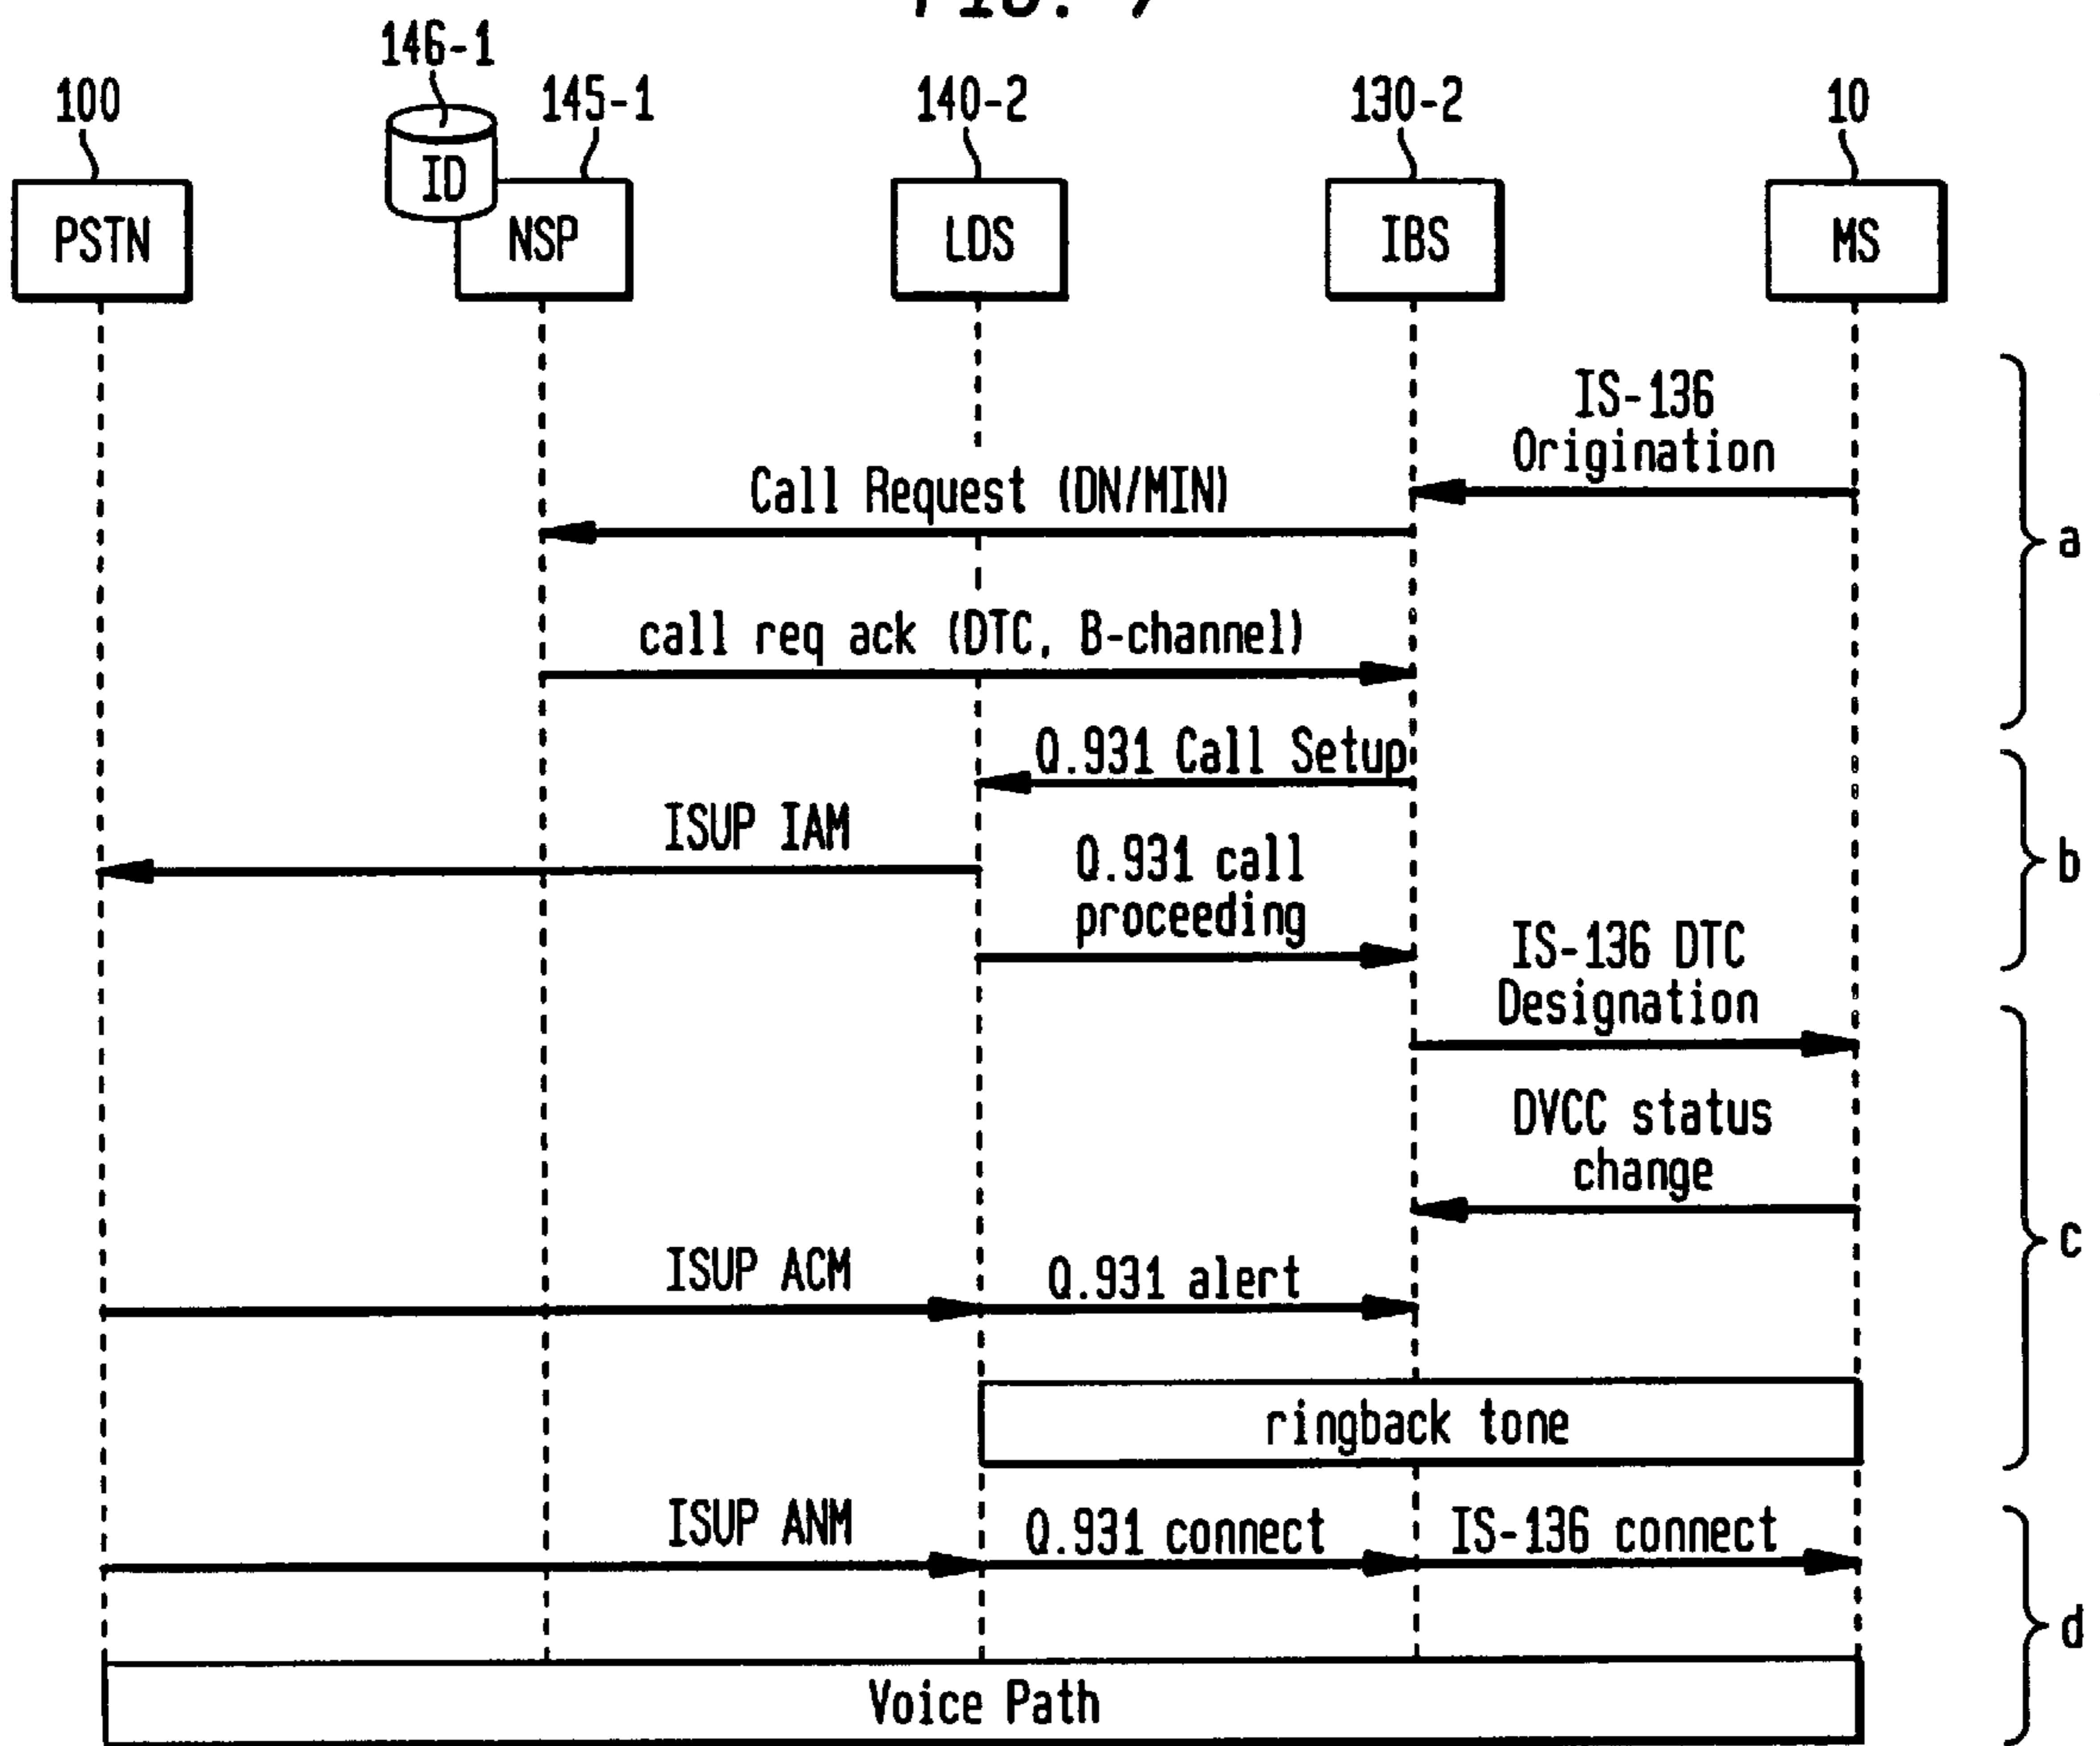 146-1
100
145-1
140-2
130-2
10
ID
PSTN
NSP
LDS
IBS
MS
IS-136
Origination
Call Request (DN/MIN)
a
call req ack (DTC, B-channel)
Q.931 Call Setup
ISUP IAM
Q.931 call
proceeding
b
IS-136 DTC
Designation
DVCC status
change
c
ISUP ACM
Q.931 alert
ringback tone
ISUP ANM
Q.931 connect
IS-136 connect
d
Voice Path